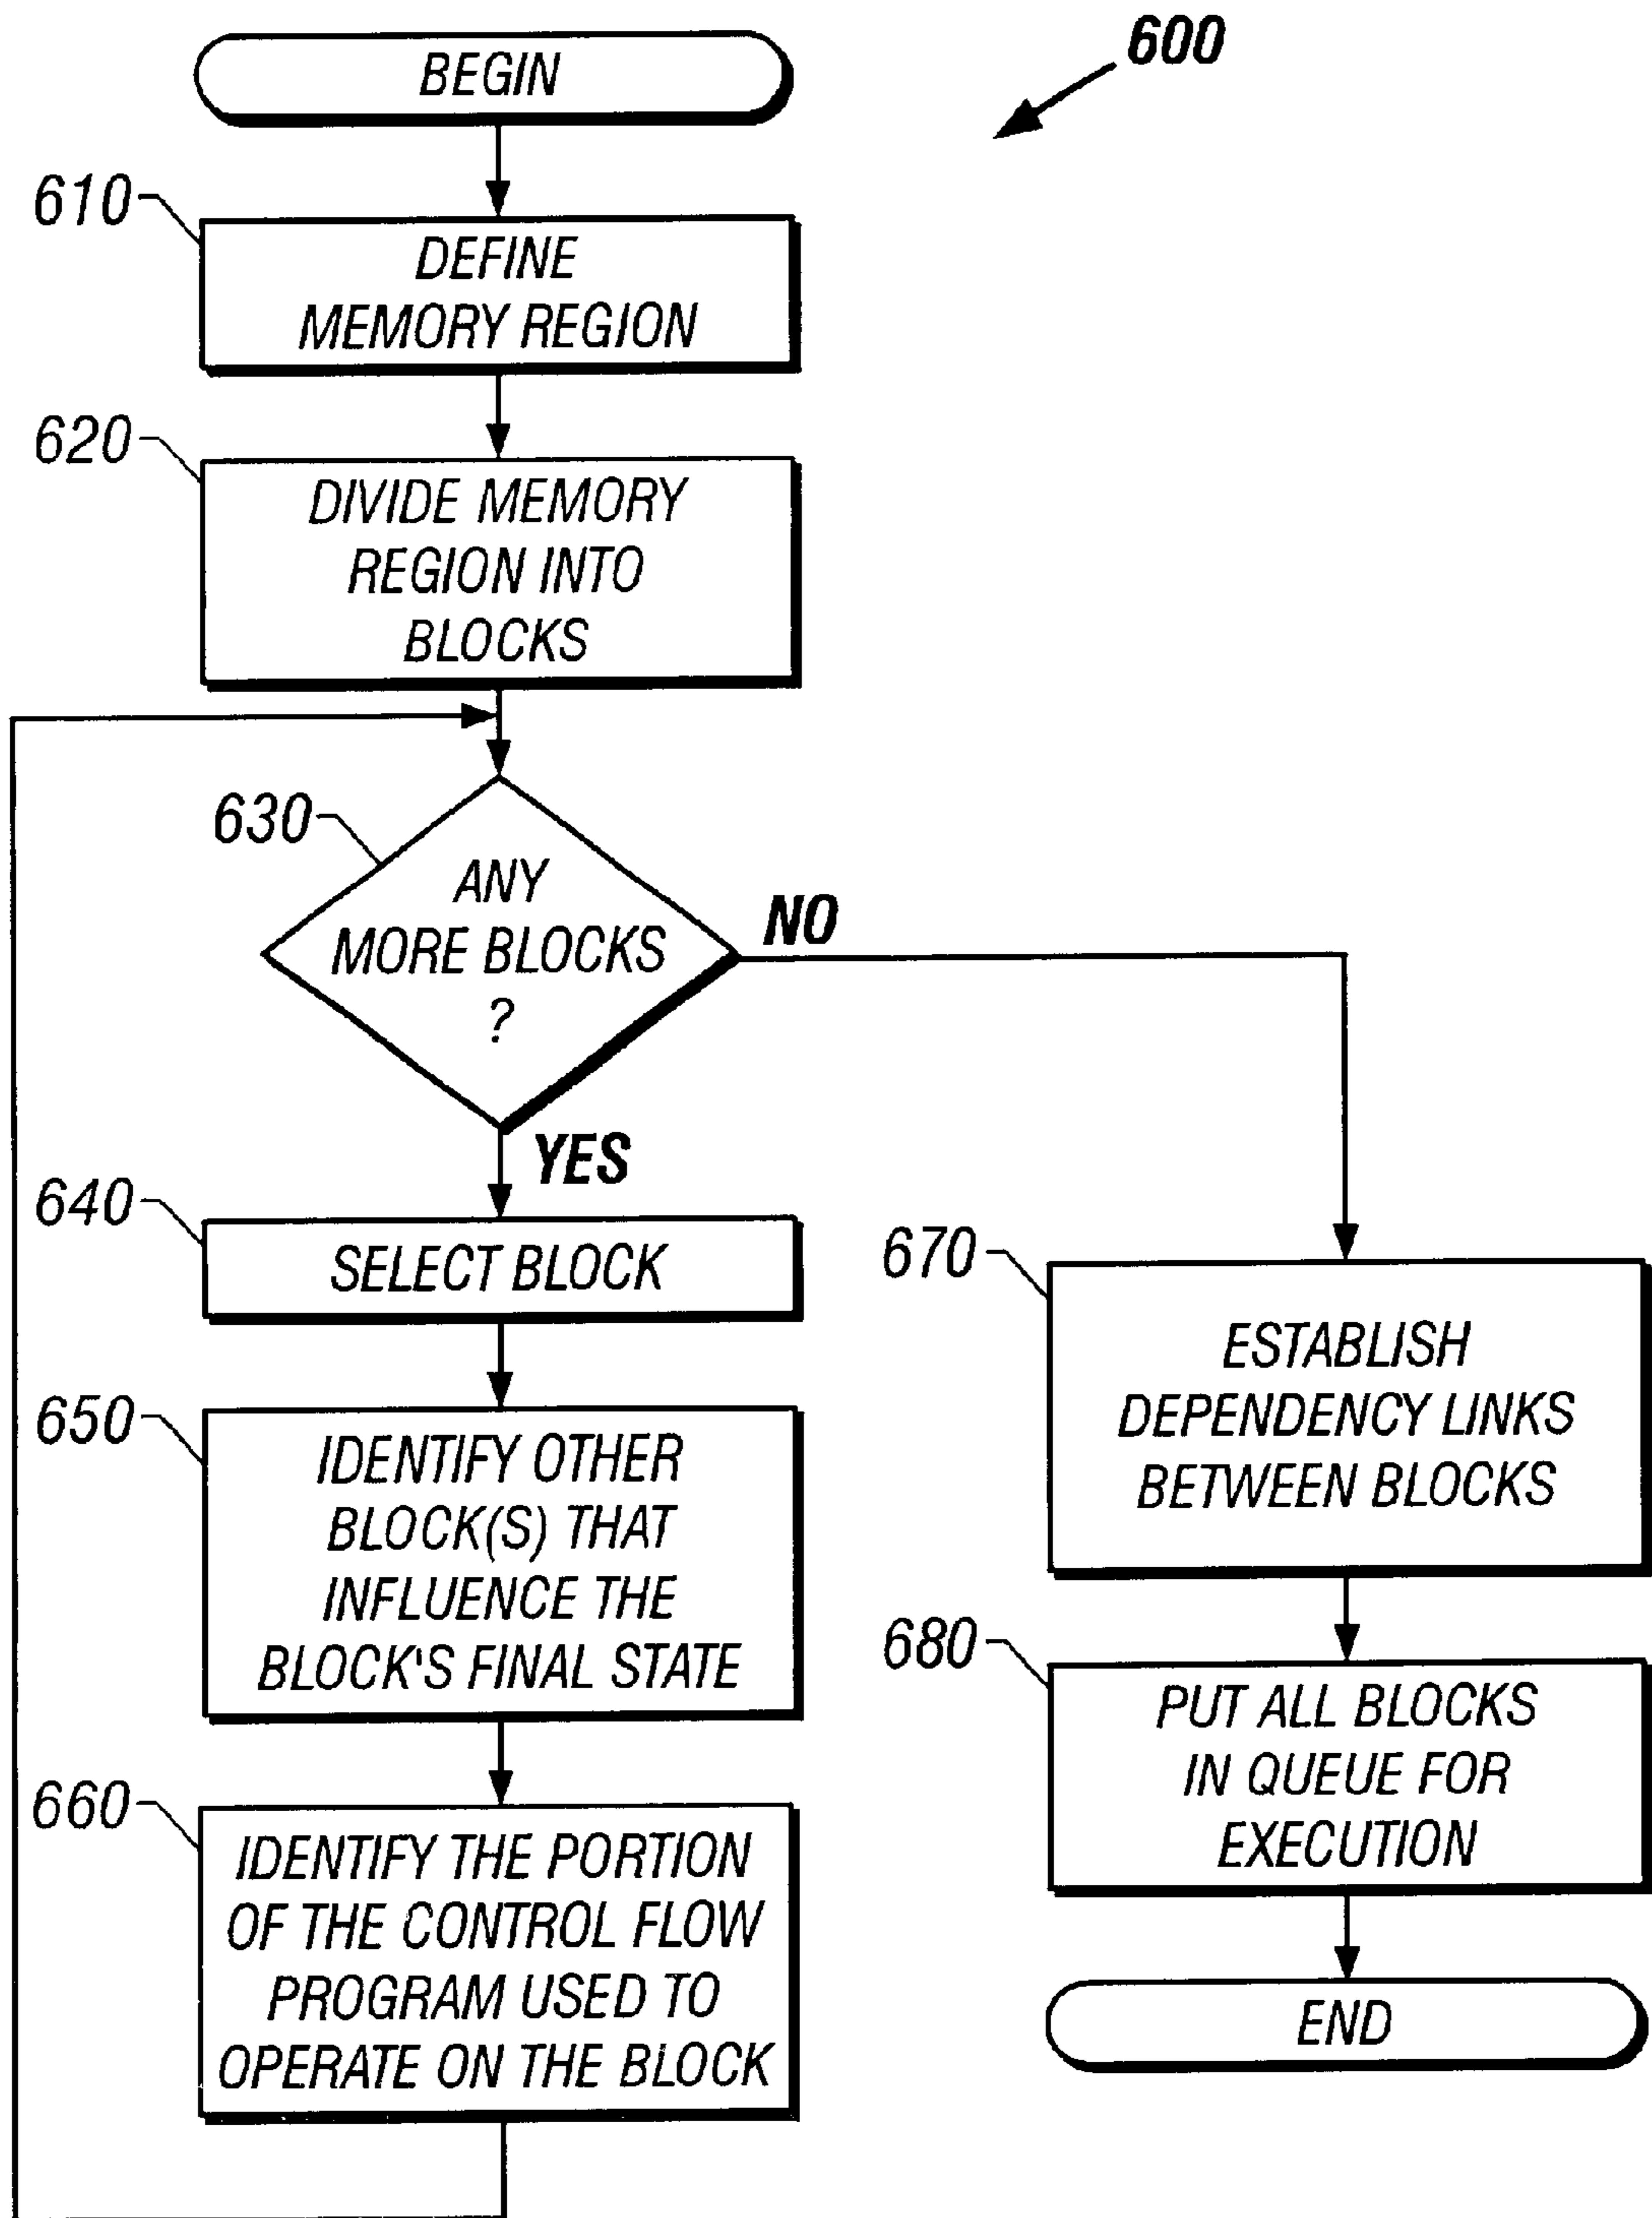 600
BEGIN
610
DEFINE
MEMORY REGION
620
DIVIDE MEMORY
REGION INTO
BLOCKS
630
ANY
MORE BLOCKS
?
NO
YES
640
SELECT BLOCK
650
IDENTIFY OTHER
BLOCK(S) THAT
INFLUENCE THE
BLOCK'S FINAL STATE
660
IDENTIFY THE PORTION
OF THE CONTROL FLOW
PROGRAM USED TO
OPERATE ON THE BLOCK
670
ESTABLISH
DEPENDENCY LINKS
BETWEEN BLOCKS
680
PUT ALL BLOCKS
IN QUEUE FOR
EXECUTION
END